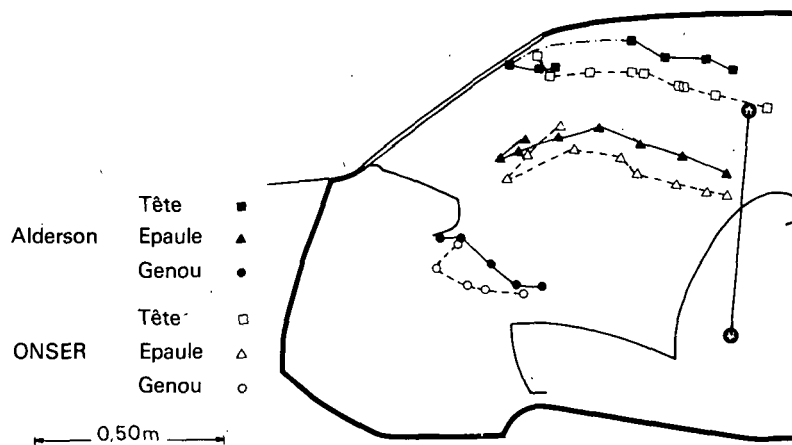 Tête
Alderson Epaule
Genou
Tête
ONSER Epaule
Genou
0,50m